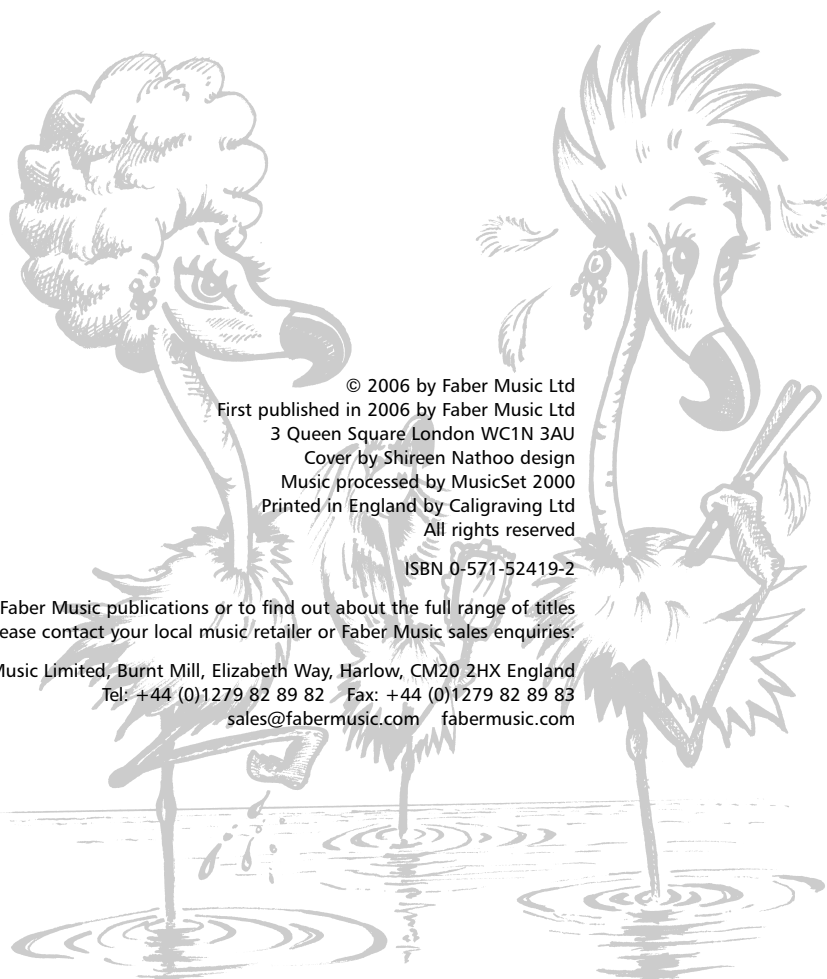 © 2006 by Faber Music Ltd
First published in 2006 by Faber Music Ltd
3 Queen Square London WC1N 3AU
Cover by Shireen Nathoo design
Music processed by MusicSet 2000
Printed in England by Caligraving Ltd
All rights reserved
ISBN 0-571-52419-2
Faber Music publications or to find out about the full range of titles
ease contact your local music retailer or Faber Music sales enquiries:
Music Limited, Burnt Mill, Elizabeth Way, Harlow, CM20 2HX England
Tel: +44 (0)1279 82 89 82 Fax: +44 (0)1279 82 89 83
sales@fabermusic.com fabermusic.com